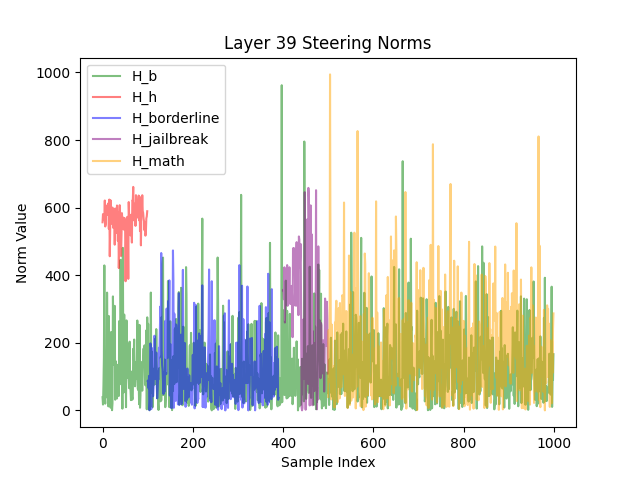 Layer 39 Steering Norms
H_b
H_h
H_borderline
H_jailbreak
H_math
Norm Value
1000
800
600
400
200
0
0
200
400
600
800
1000
Sample Index